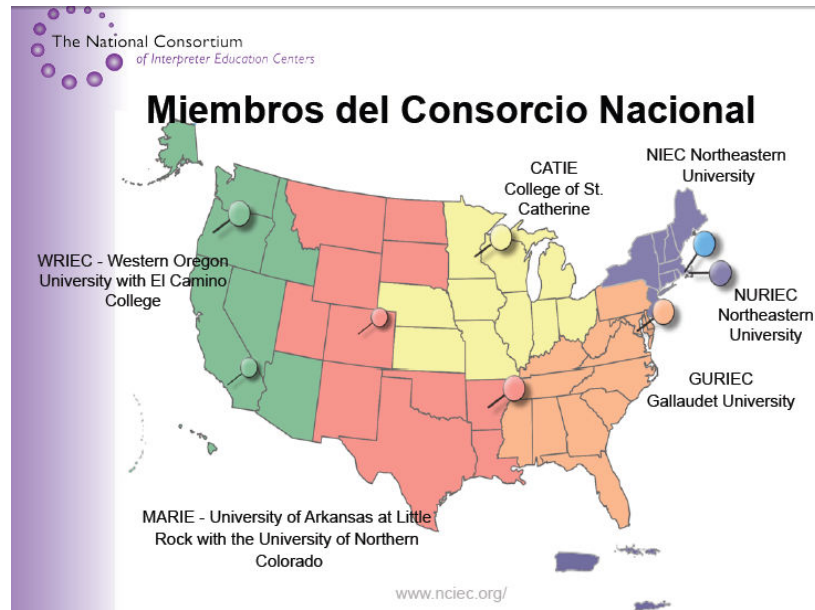 The National Consortium
of Interpreter Education Centers
Miembros del Consorcio Nacional
CATIE
College of St.
Catherine
NIEC Northeastern
University
WRIEC - Western Oregon
University with El Camino
College
NURIEC
Northeastern
University
GURIEC
Gallaudet University
MARIE - University of Arkansas at Little
Rock with the University of Northern
Colorado
www.nciec.org/